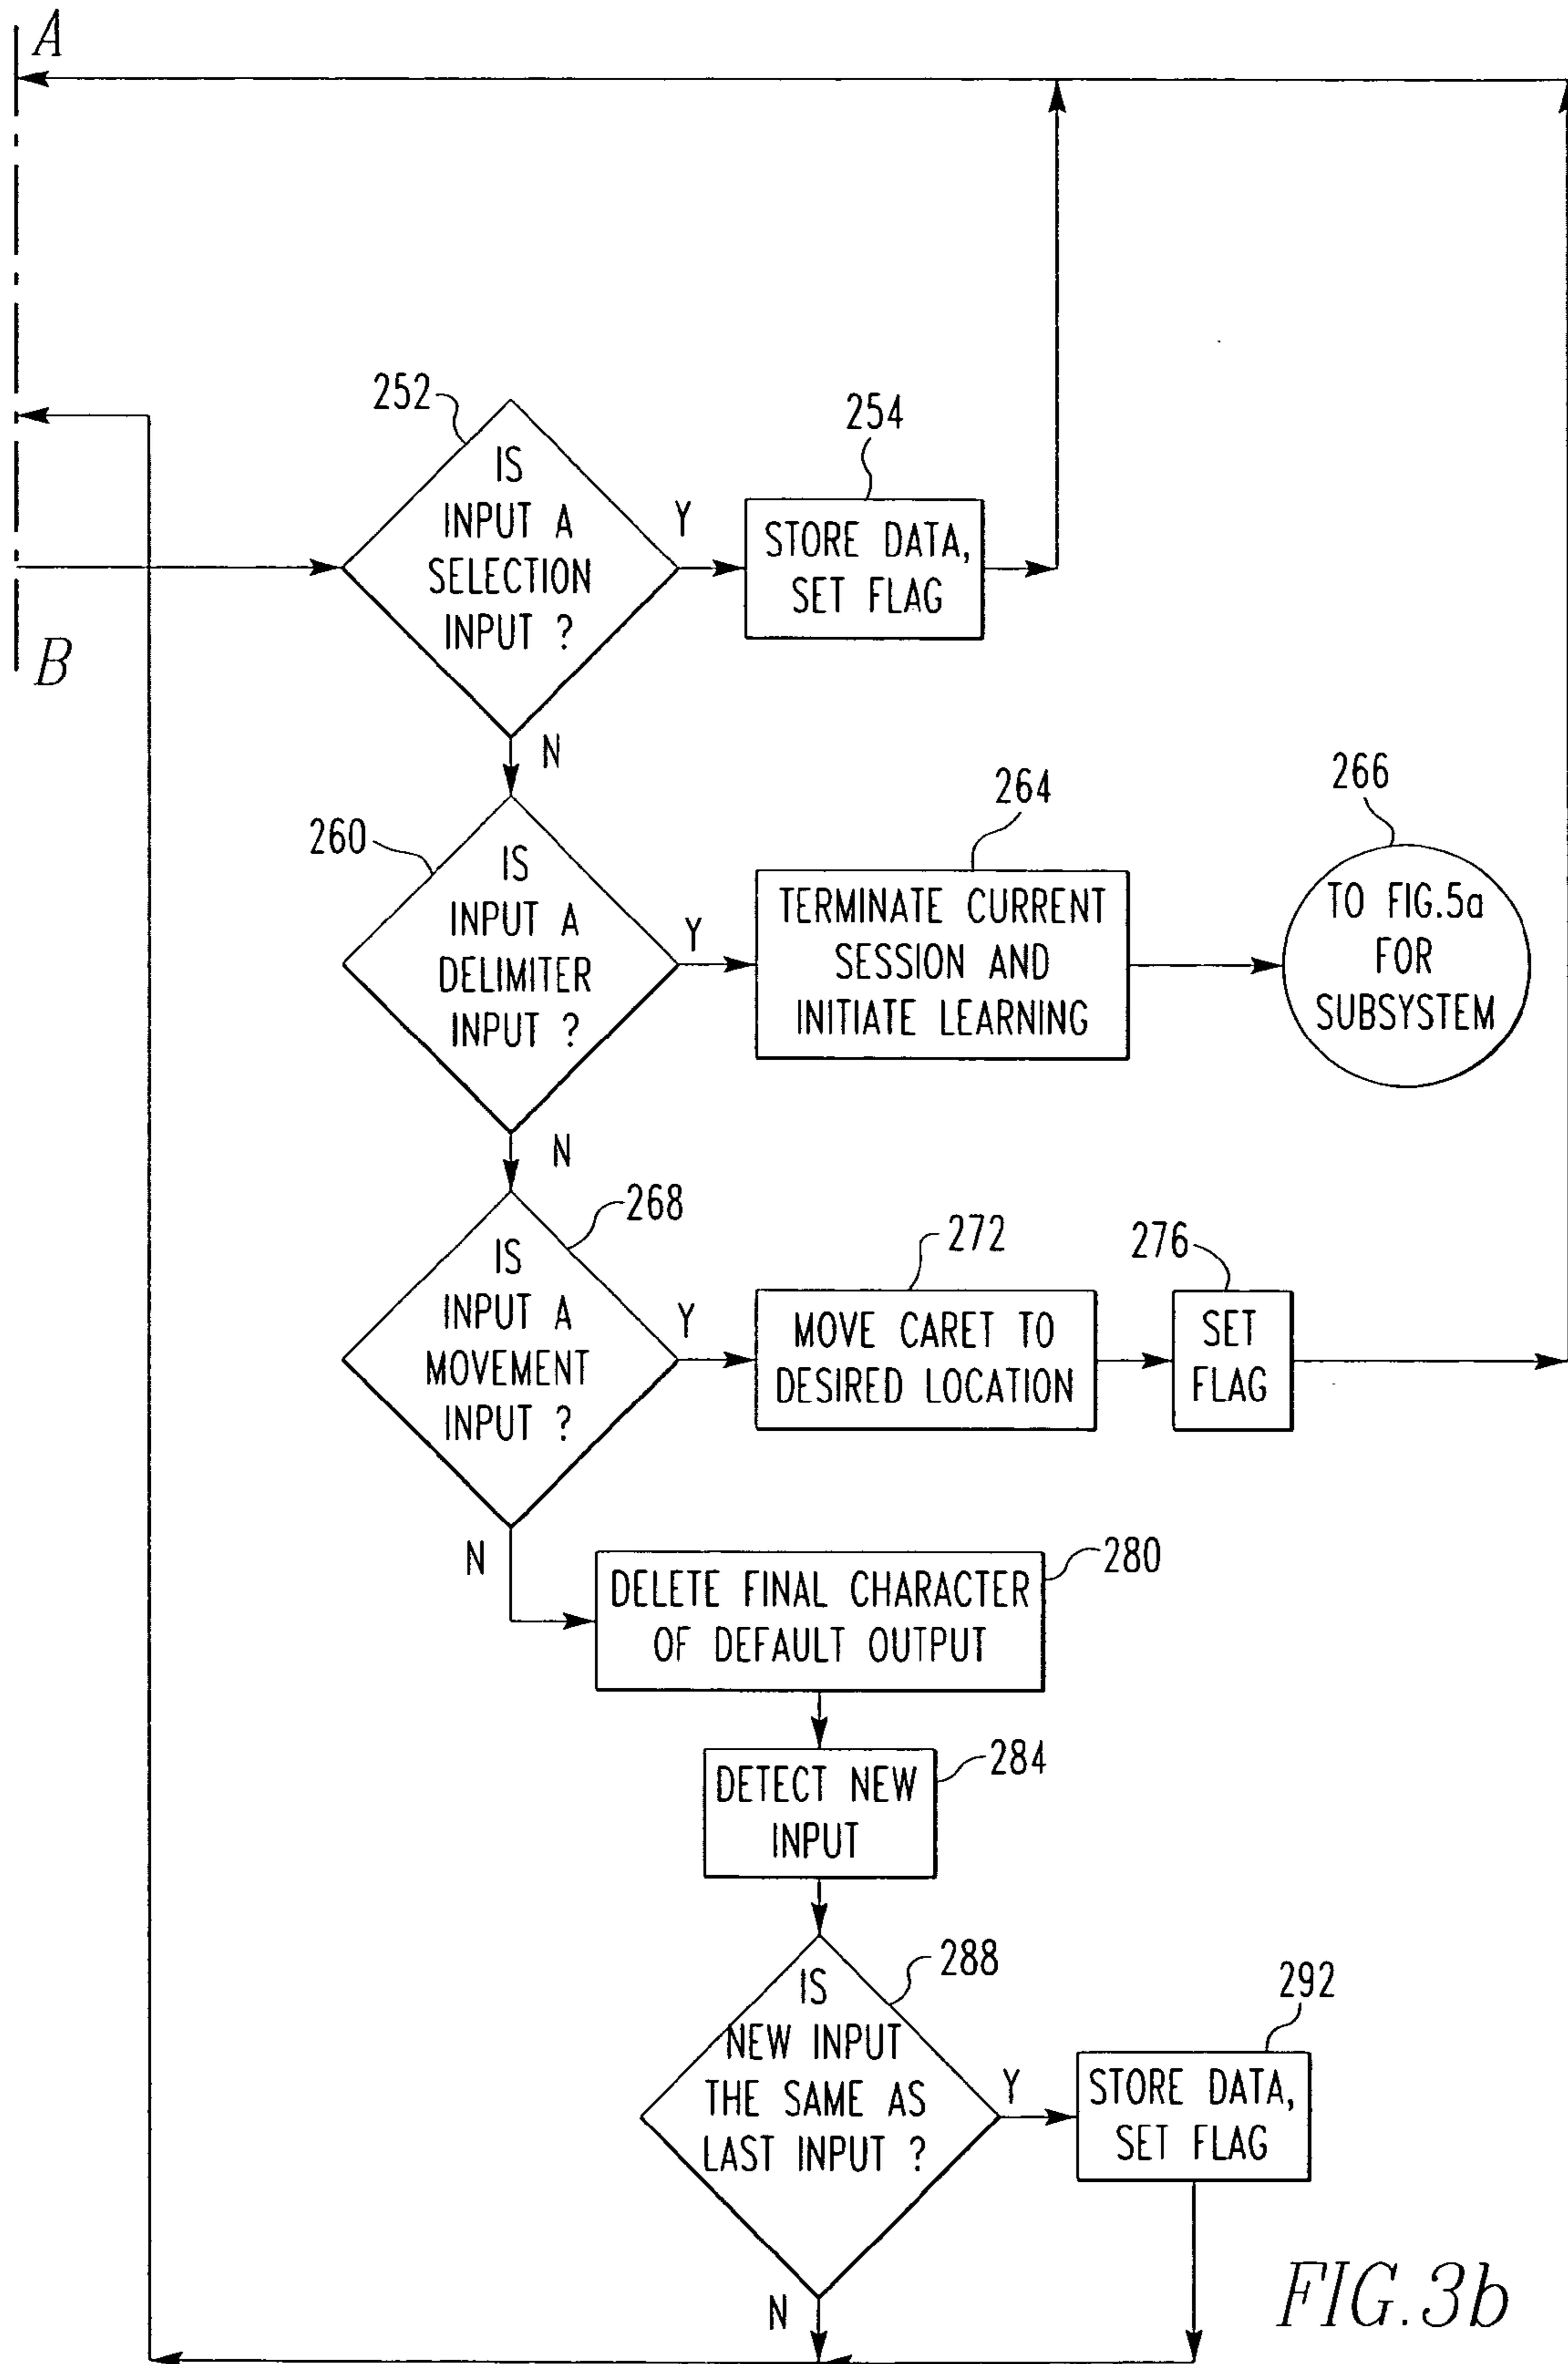 A
252
IS
INPUT A
SELECTION
INPUT ?
Y
254
STORE DATA,
SET FLAG
B
N
260
IS
INPUT A
DELIMITER
INPUT ?
Y
264
TERMINATE CURRENT
SESSION AND
INITIATE LEARNING
266
TO FIG.5a
FOR
SUBSYSTEM
N
268
IS
INPUT A
MOVEMENT
INPUT ?
Y
272
MOVE CARET TO
DESIRED LOCATION
276
SET
FLAG
N
280
DELETE FINAL CHARACTER
OF DEFAULT OUTPUT
284
DETECT NEW
INPUT
288
IS
NEW INPUT
THE SAME AS
LAST INPUT ?
Y
292
STORE DATA,
SET FLAG
N
FIG.3b